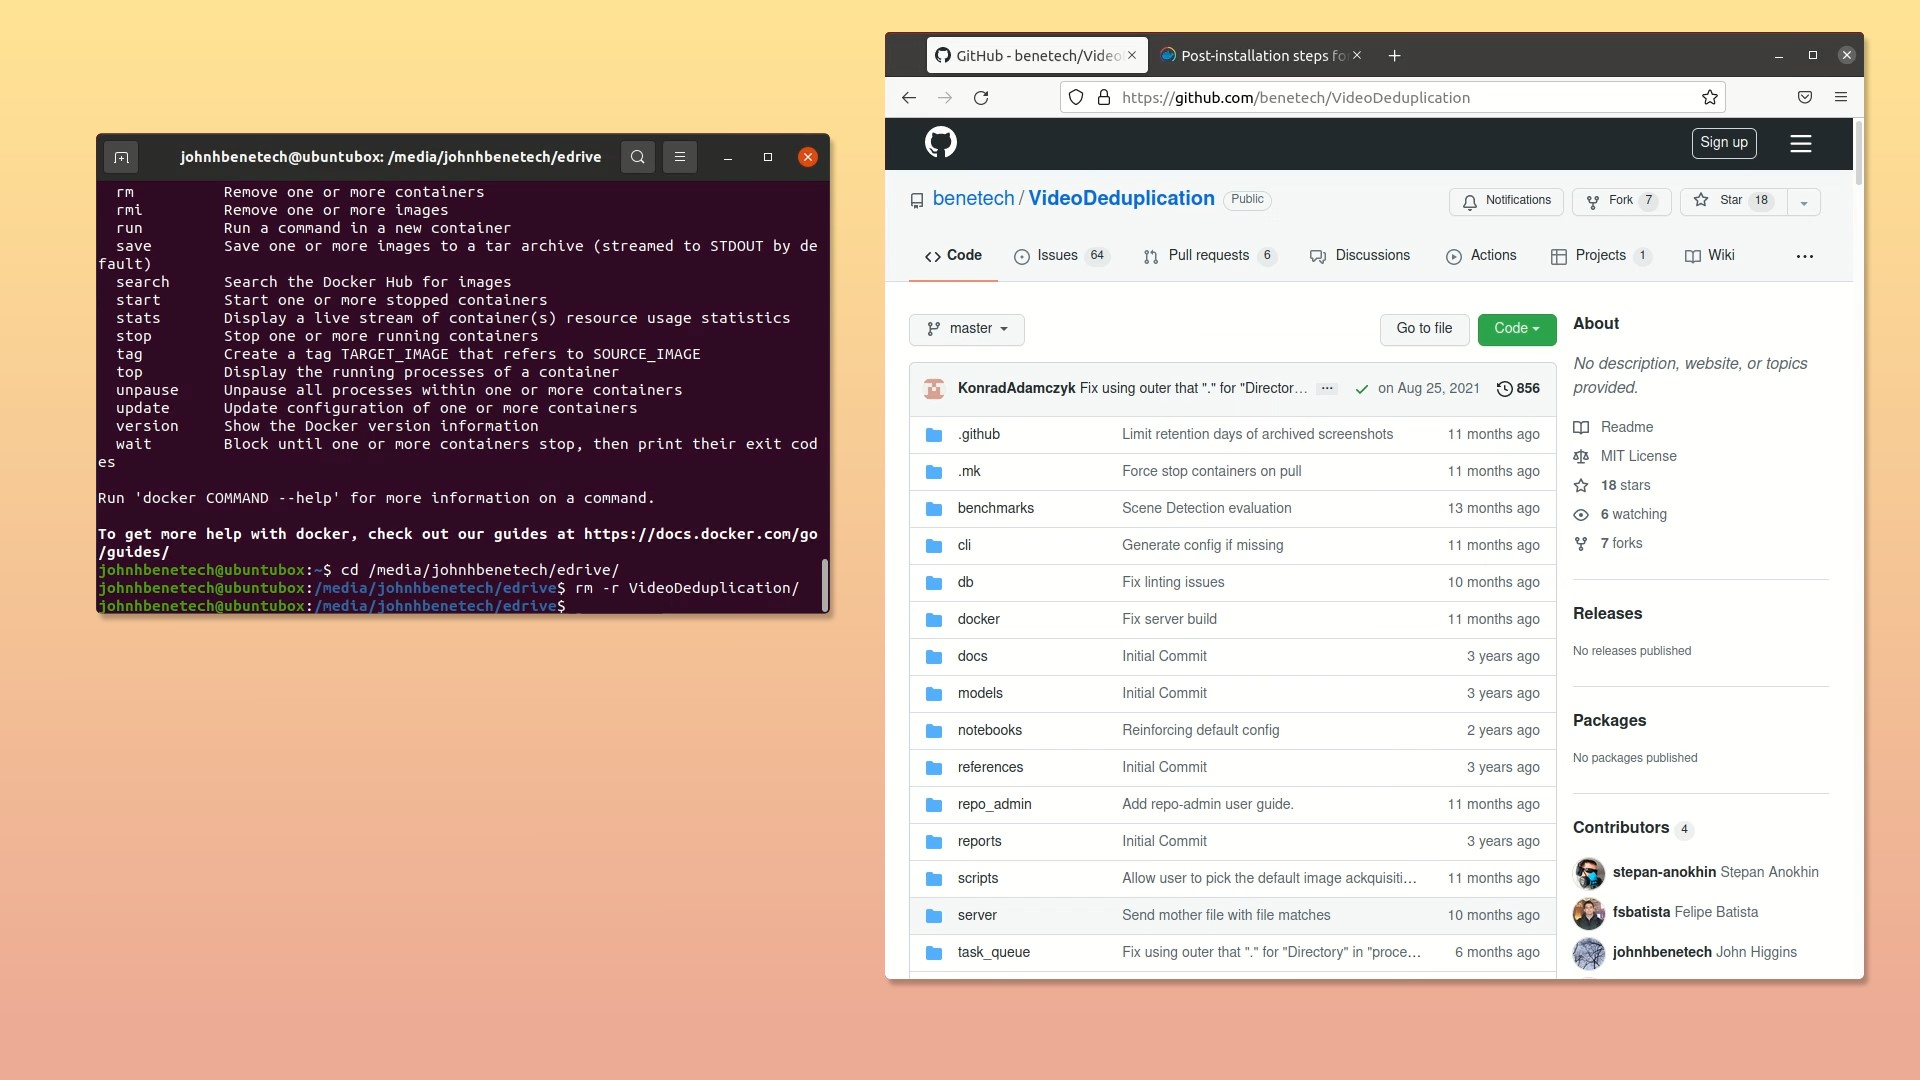 johnhbenetech@ubuntubox: /media/johnhbenetech/edrive
rm Remove one or more containers
rmi Remove one or more images
run Run a command in a new container
save Save one or more images to a tar archive (streamed to STDOUT by de
fault)
search Search the Docker Hub for images
start Start one or more stopped containers
stats Display a live stream of container(s) resource usage statistics
stop Stop one or more running containers
tag Create a tag TARGET_IMAGE that refers to SOURCE_IMAGE
top Display the running processes of a container
unpause Unpause all processes within one or more containers
update Update configuration of one or more containers
version Show the Docker version information
wait Block until one or more containers stop, then print their exit cod
es
Run 'docker COMMAND --help' for more information on a command.
To get more help with docker, check out our guides at https://docs.docker.com/go
/guides/
johnhbenetech@ubuntubox:~$ cd /media/johnhbenetech/edrive/
johnhbenetech@ubuntubox:/media/johnhbenetech/edrive$ rm -r VideoDeduplication/
johnhbenetech@ubuntubox:/media/johnhbenetech/edrive$
GitHub - benetech/Video
Post-installation steps fo
https://github.com/benetech/VideoDeduplication
Sign up
benetech / VideoDeduplication Public
Notifications
Fork 7
Star 18
Code
Issues 64
Pull requests 6
Discussions
Actions
Projects 1
Wiki
master
Go to file
Code
KonradAdamczyk Fix using outer that "." for "Director… ... on Aug 25, 2021 856
.github Limit retention days of archived screenshots 11 months ago
.mk Force stop containers on pull 11 months ago
benchmarks Scene Detection evaluation 13 months ago
cli Generate config if missing 11 months ago
db Fix linting issues 10 months ago
docker Fix server build 11 months ago
docs Initial Commit 3 years ago
models Initial Commit 3 years ago
notebooks Reinforcing default config 2 years ago
references Initial Commit 3 years ago
repo_admin Add repo-admin user guide. 11 months ago
reports Initial Commit 3 years ago
scripts Allow user to pick the default image ackquisiti… 11 months ago
server Send mother file with file matches 10 months ago
task_queue Fix using outer that "." for "Directory" in "proce… 6 months ago
About
No description, website, or topics
provided.
Readme
MIT License
18 stars
6 watching
7 forks
Releases
No releases published
Packages
No packages published
Contributors 4
stepan-anokhin Stepan Anokhin
fsbatista Felipe Batista
johnhbenetech John Higgins